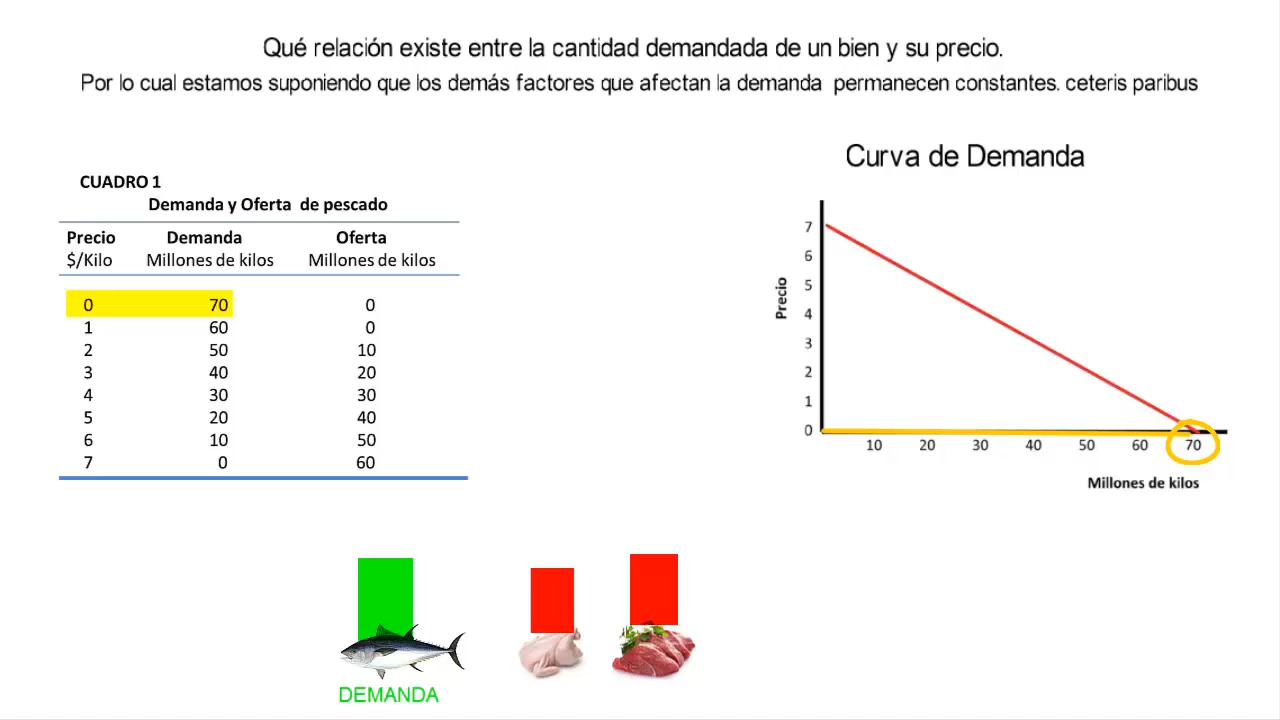 Qué relación existe entre la cantidad demandada de un bien y su precio.
Por lo cual estamos suponiendo que los demás factores que afectan la demanda permanecen constantes. ceteris paribus
CUADRO 1
Demanda y Oferta de pescado
Precio Demanda Oferta
$/Kilo Millones de kilos Millones de kilos
0 70 0
1 60 0
2 50 10
3 40 20
4 30 30
5 20 40
6 10 50
7 0 60
Curva de Demanda
Precio
7
6
5
4
3
2
1
0
10 20 30 40 50 60 70
Millones de kilos
DEMANDA